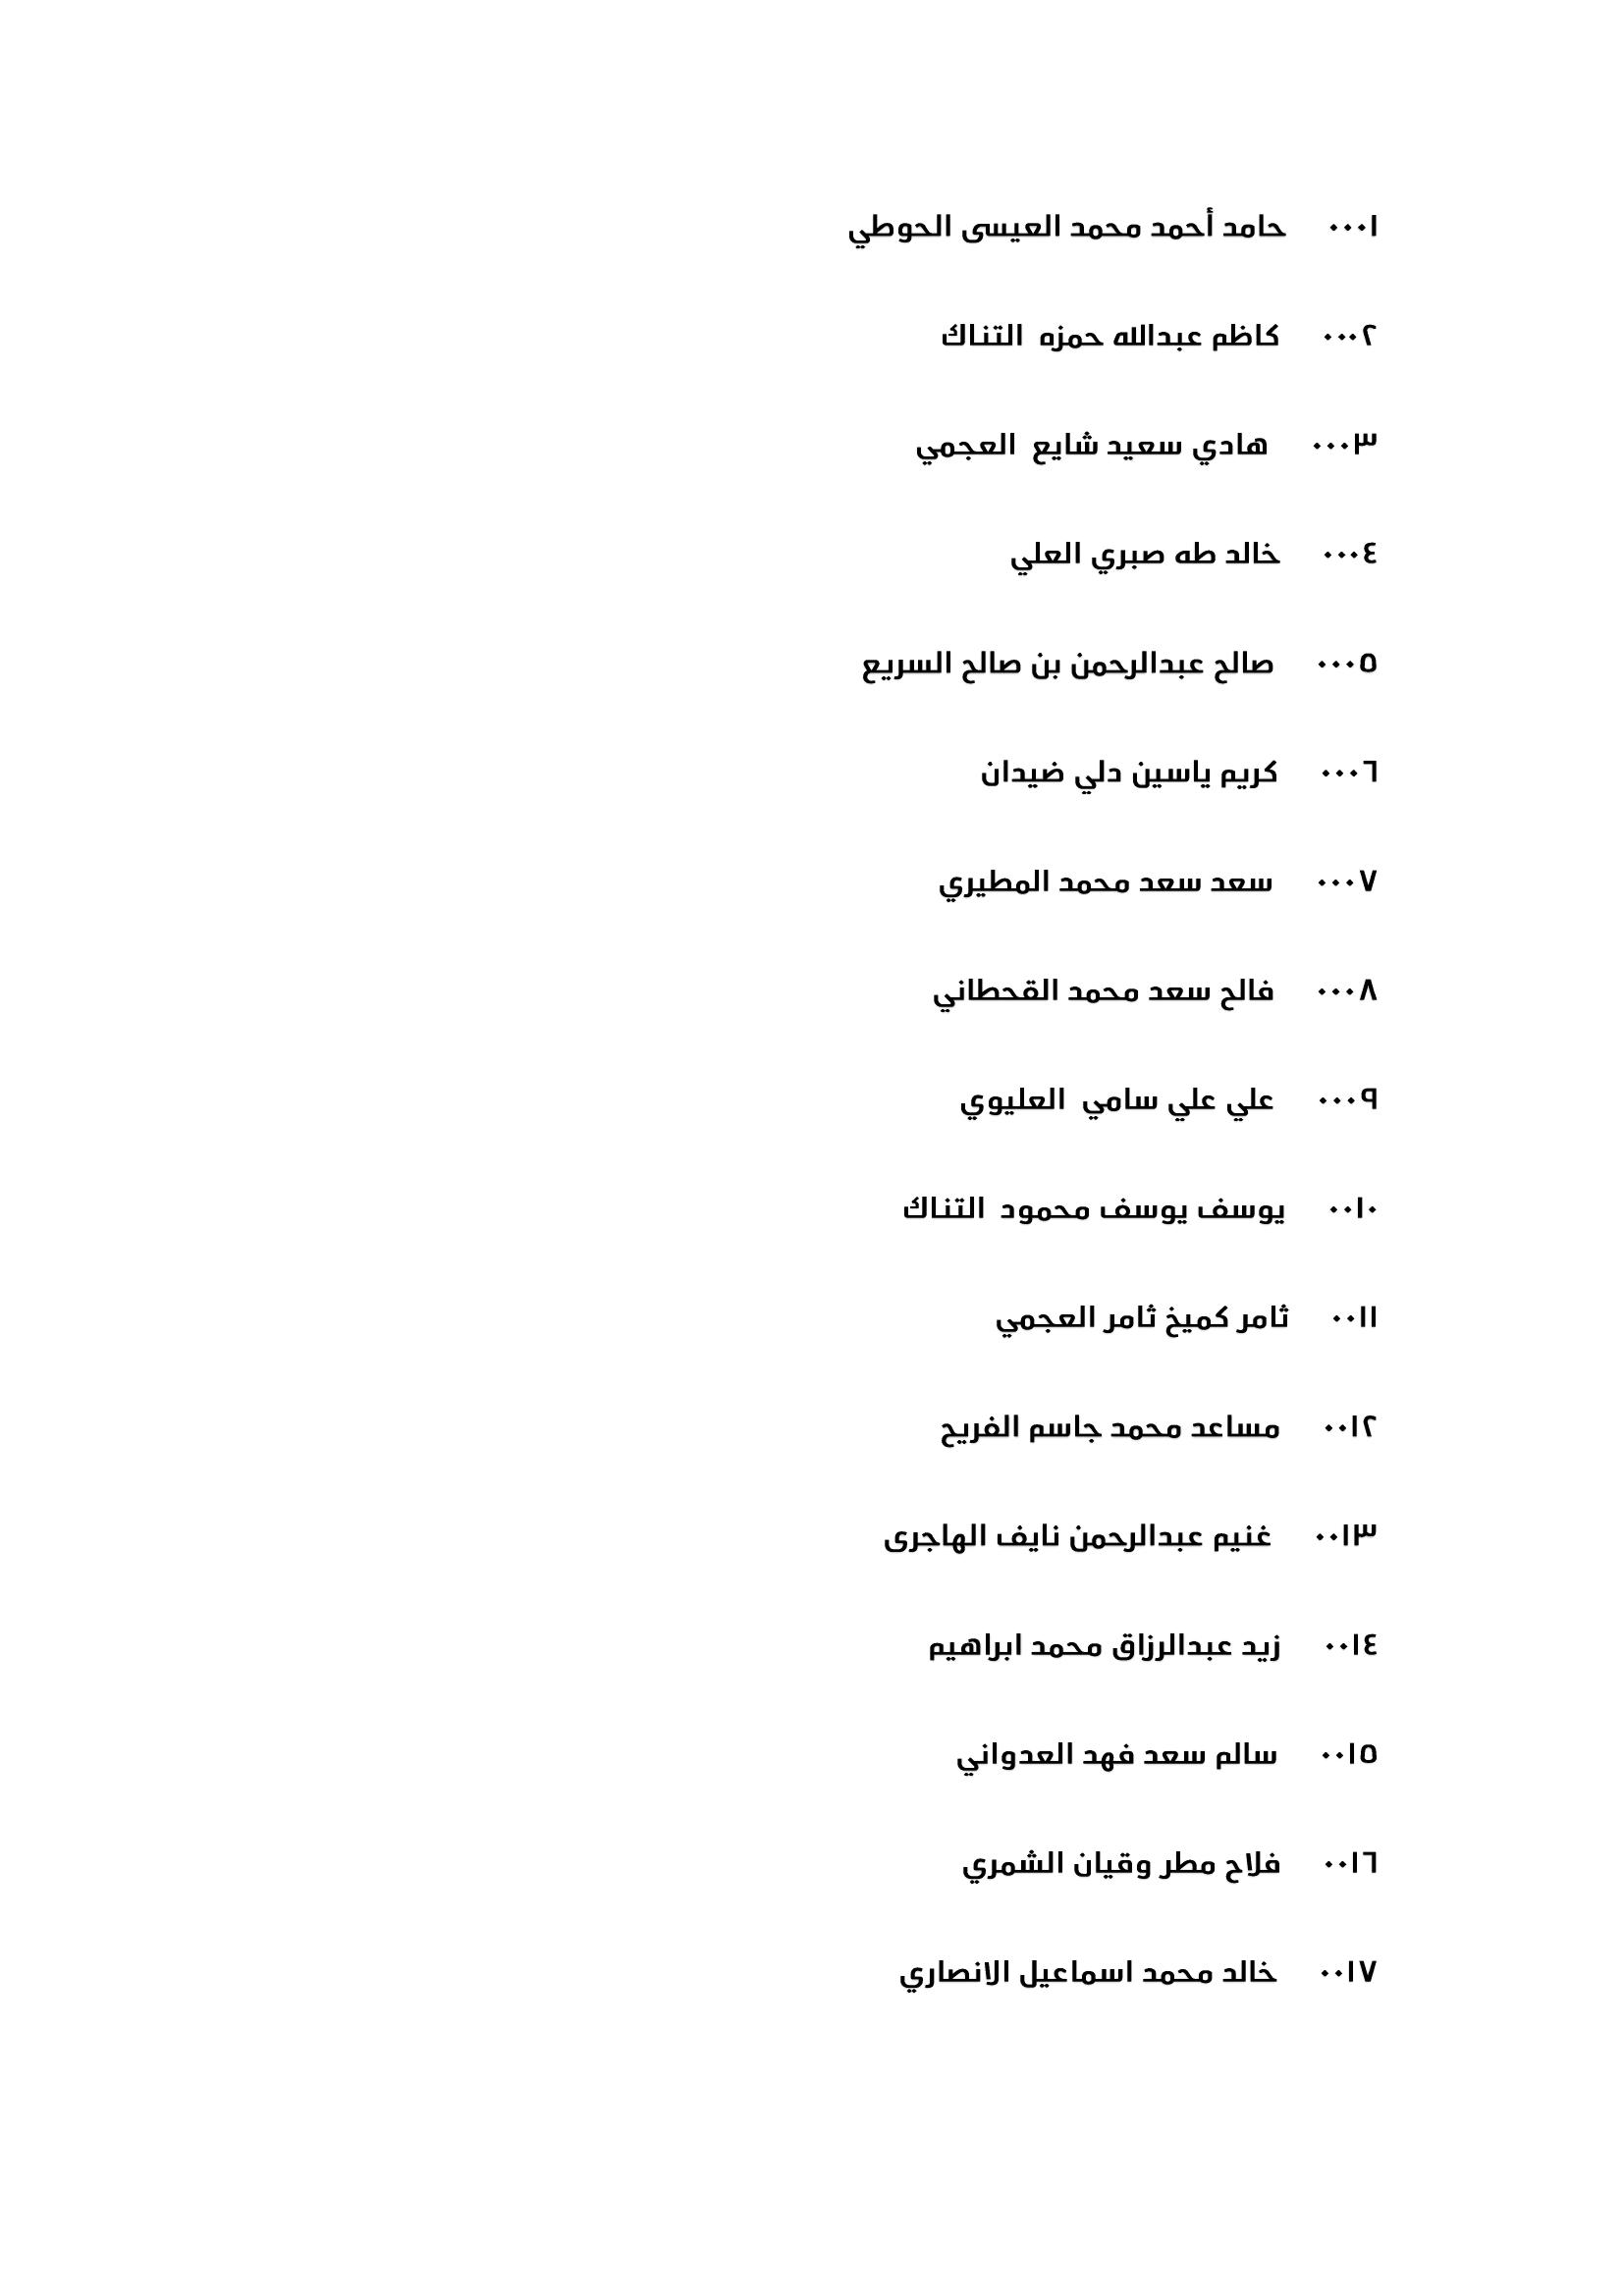 ٠٠٠١ حامد أحمد محمد العيسى الحوطي
٠٠٠٢ كاظم عبدالله حمزه التناك
٠٠٠٣ هادي سعيد شايع العجمي
٠٠٠٤ خالد طه صبري العلي
٠٠٠٥ صالح عبدالرحمن بن صالح السريع
٠٠٠٦ كريم ياسين دلي ضيدان
٠٠٠٧ سعد سعد محمد المطيري
٠٠٠٨ فالح سعد محمد القحطاني
٠٠٠٩ علي علي سامي العليوي
٠٠١٠ يوسف يوسف محمود التناك
٠٠١١ ثامر كميخ ثامر العجمي
٠٠١٢ مساعد محمد جاسم الفريح
٠٠١٣ غنيم عبدالرحمن نايف الهاجرى
٠٠١٤ زيد عبدالرزاق محمد ابراهيم
٠٠١٥ سالم سعد فهد العدواني
٠٠١٦ فلاح مطر وقيان الشمري
٠٠١٧ خالد محمد اسماعيل الانصاري